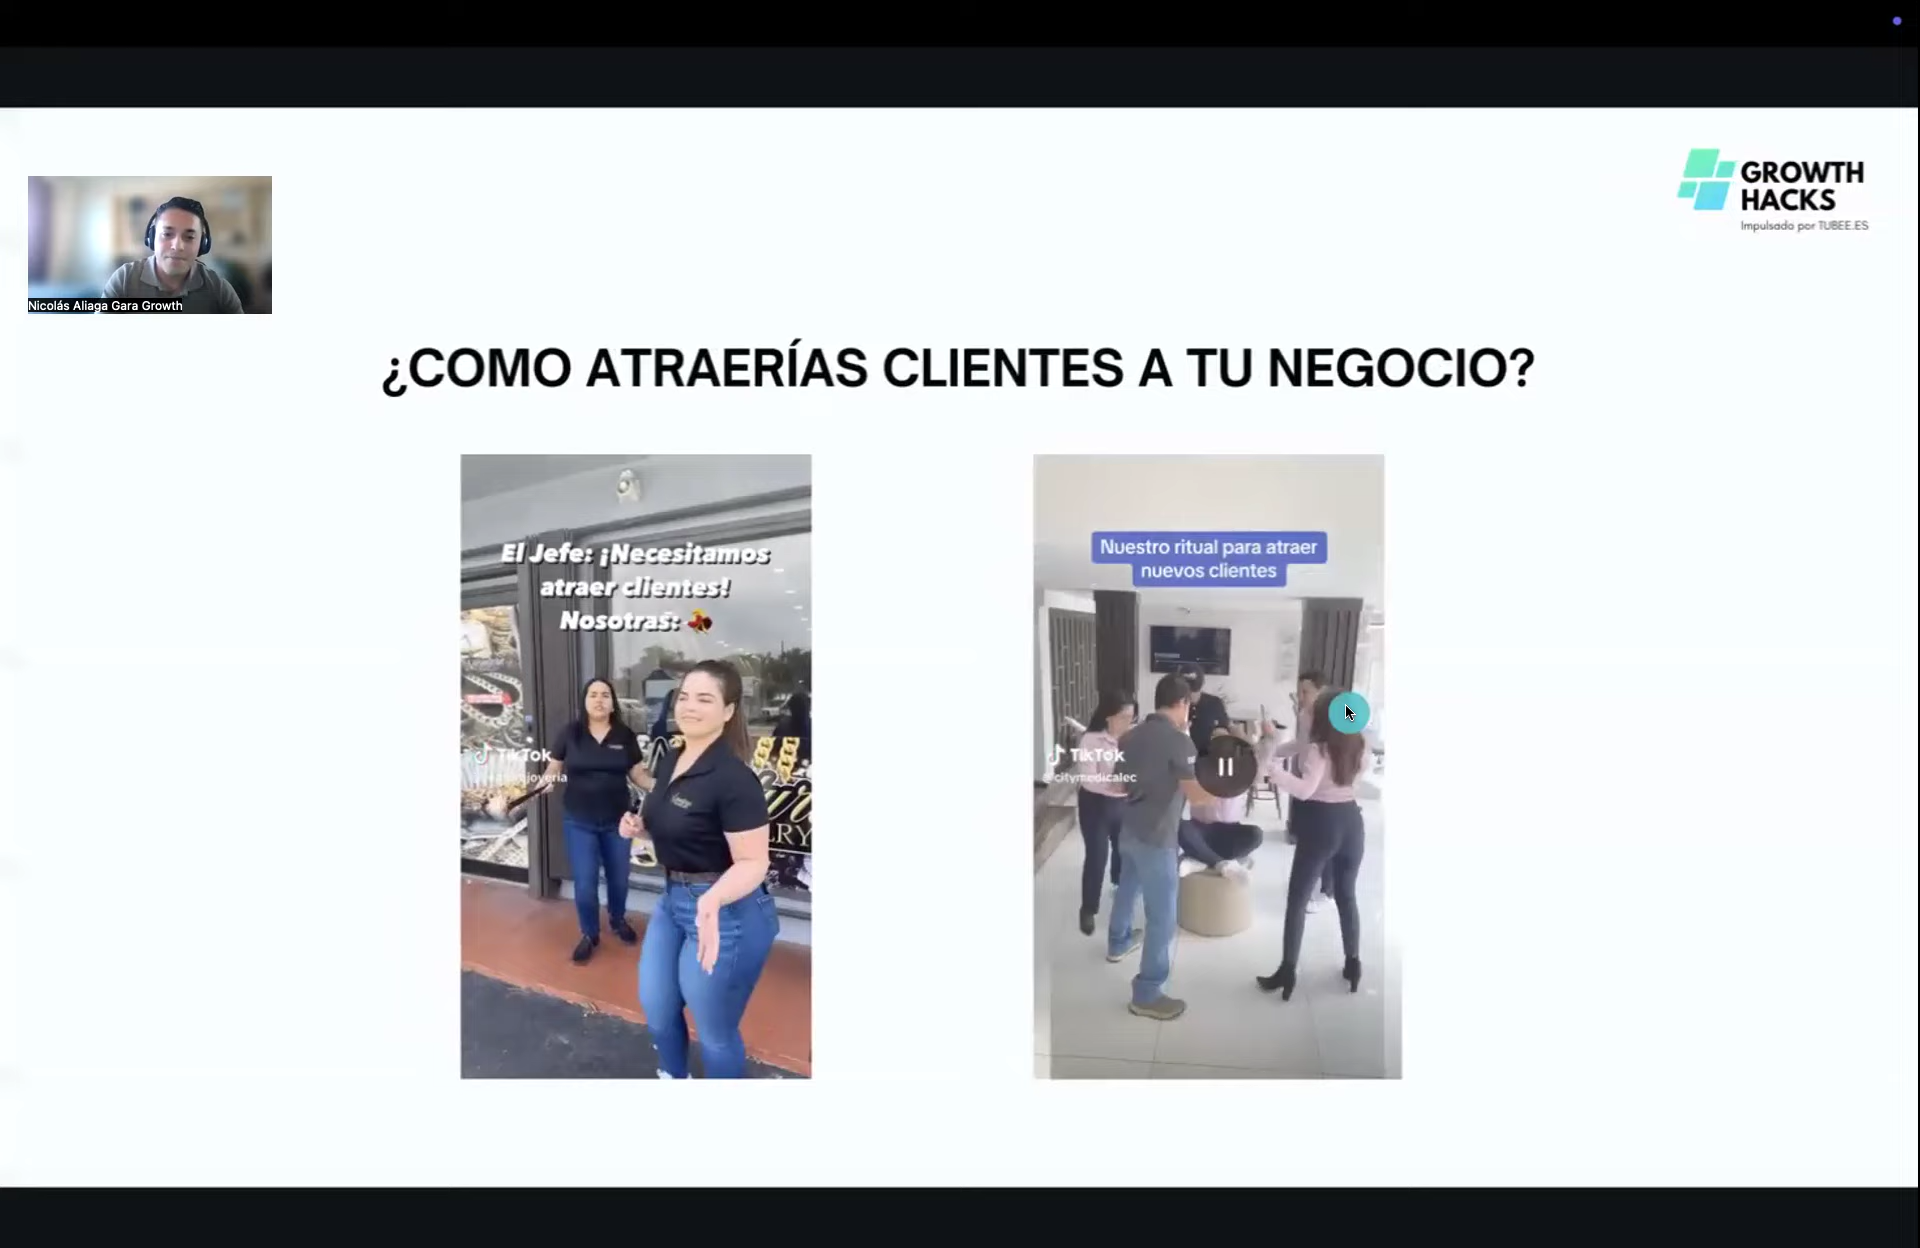 GROWTH
HACKS
Impulsado por TUBEE.ES
Nicolás Aliaga Gara Growth
¿COMO ATRAERÍAS CLIENTES A TU NEGOCIO?
El Jefe: ¡Necesitamos
atraer clientes!
Nosotras:
TikTok
Nuestro ritual para atraer
nuevos clientes
TikTok
@citymedicalec